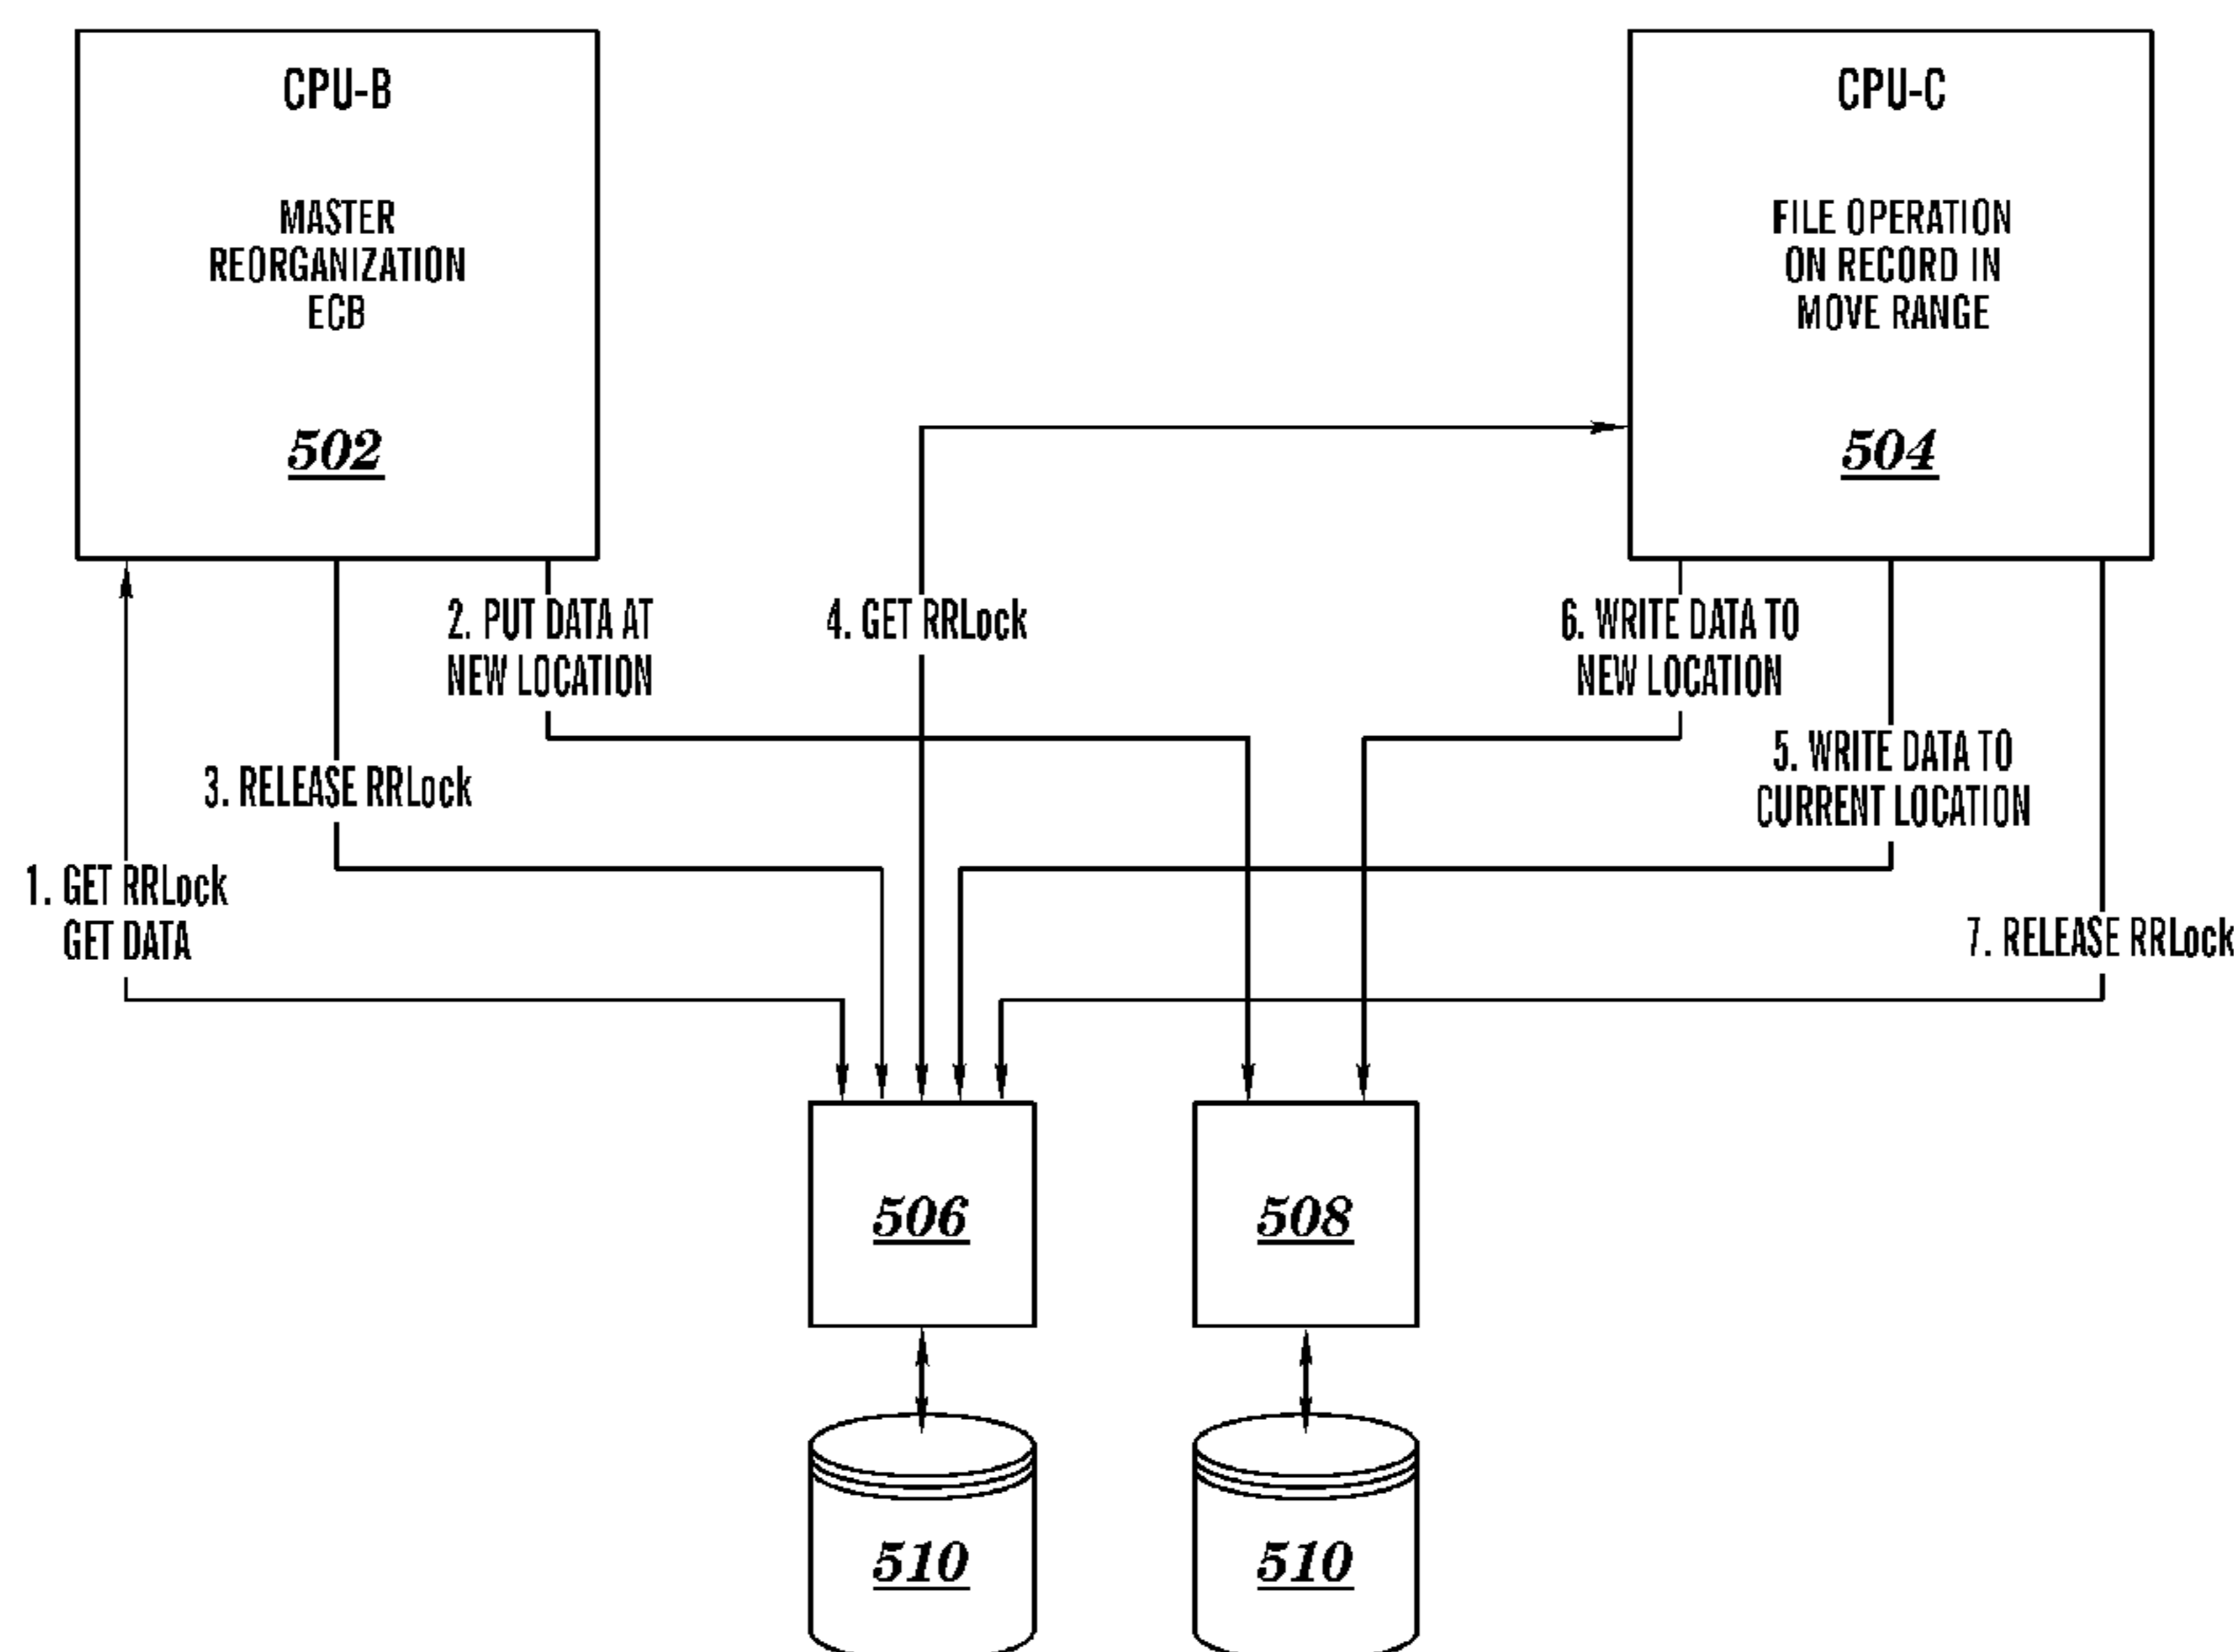 CPU-B
MASTER
REORGANIZATION
ECB
502
CPU-C
FILE OPERATION
ON RECORD IN
MOVE RANGE
504
2. PUT DATA AT
NEW LOCATION
4. GET RRLock
6. WRITE DATA TO
NEW LOCATION
3. RELEASE RRLock
5. WRITE DATA TO
CURRENT LOCATION
1. GET RRLock
GET DATA
7. RELEASE RRLock
506
508
510
510